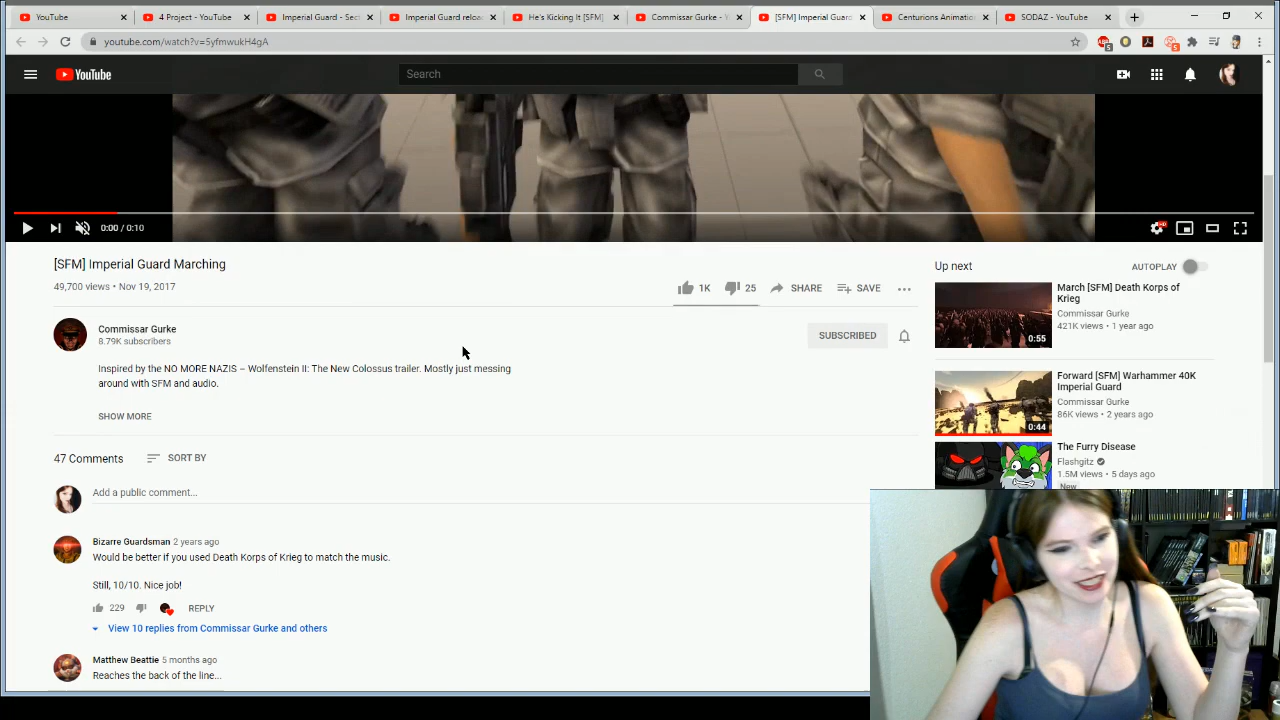 YouTube
4 Project - YouTube
Imperial Guard - Sect
Imperial Guard reloa
He's Kicking It [SFM]
Commissar Gurke - Y
[SFM] Imperial Guard
Centurions Animatio
SODAZ - YouTube
youtube.com/watch?v=5yfmwukH4gA
YouTube
Search
0:00 / 0:10
[SFM] Imperial Guard Marching
49,700 views • Nov 19, 2017
1K
25
SHARE
SAVE
Commissar Gurke
8.79K subscribers
SUBSCRIBED
Inspired by the NO MORE NAZIS – Wolfenstein II: The New Colossus trailer. Mostly just messing
around with SFM and audio.
SHOW MORE
47 Comments
SORT BY
Add a public comment...
Bizarre Guardsman 2 years ago
Would be better if you used Death Korps of Krieg to match the music.
Still, 10/10. Nice job!
229
REPLY
View 10 replies from Commissar Gurke and others
Matthew Beattie 5 months ago
Reaches the back of the line...
Up next
AUTOPLAY
March [SFM] Death Korps of
Krieg
Commissar Gurke
421K views • 1 year ago
0:55
Forward [SFM] Warhammer 40K
Imperial Guard
Commissar Gurke
86K views • 2 years ago
0:44
The Furry Disease
Flashgitz
1.5M views • 5 days ago
New